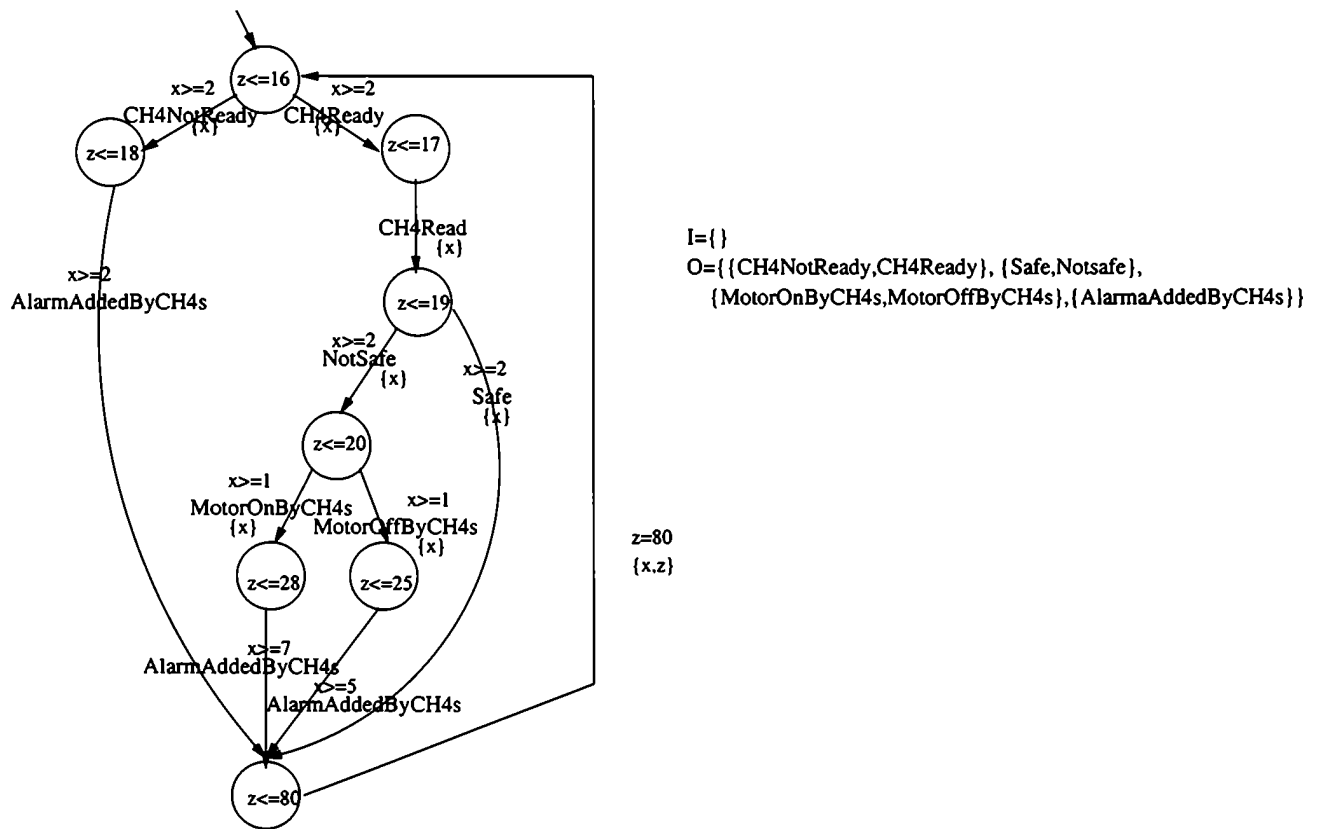 z<=16
x>=2
x>=2
CH4NotReady
CH4Ready
{x}
{x}
z<=18
z<=17
CH4Read
{x}
I={}
O={{CH4NotReady,CH4Ready}, {Safe,Notsafe},
{MotorOnByCH4s,MotorOffByCH4s},{AlarmaAddedByCH4s}}
x>=2
AlarmAddedByCH4s
z<=19
x>=2
NotSafe
{x}
x>=2
Safe
{x}
z<=20
x>=1
MotorOnByCH4s
{x}
x>=1
MotorOffByCH4s
{x}
z=80
{x,z}
z<=28
z<=25
x>=7
AlarmAddedByCH4s
x>=5
AlarmAddedByCH4s
z<=80